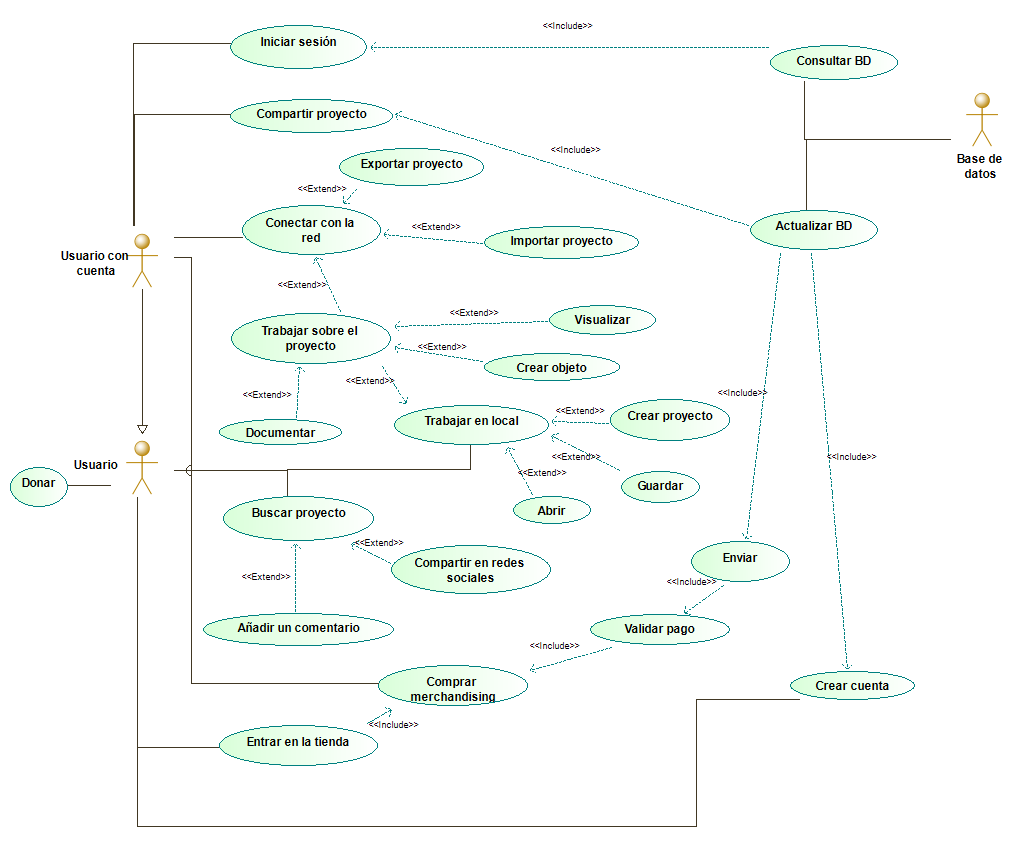 <<Include>>
Iniciar sesión
Consultar BD
Compartir proyecto
<<Include>>
Base de
datos
Exportar proyecto
<<Extend>>
Conectar con la
red
<<Extend>>
Importar proyecto
Actualizar BD
Usuario con
cuenta
<<Extend>>
Trabajar sobre el
proyecto
<<Extend>>
Visualizar
<<Extend>>
Crear objeto
<<Extend>>
<<Extend>>
<<Include>>
Documentar
Trabajar en local
<<Extend>>
Crear proyecto
<<Extend>>
<<Include>>
Usuario
<<Extend>>
Donar
Guardar
Abrir
Buscar proyecto
<<Extend>>
Compartir en redes
sociales
Enviar
<<Extend>>
<<Include>>
Añadir un comentario
Validar pago
<<Include>>
Comprar
merchandising
Crear cuenta
<<Include>>
Entrar en la tienda